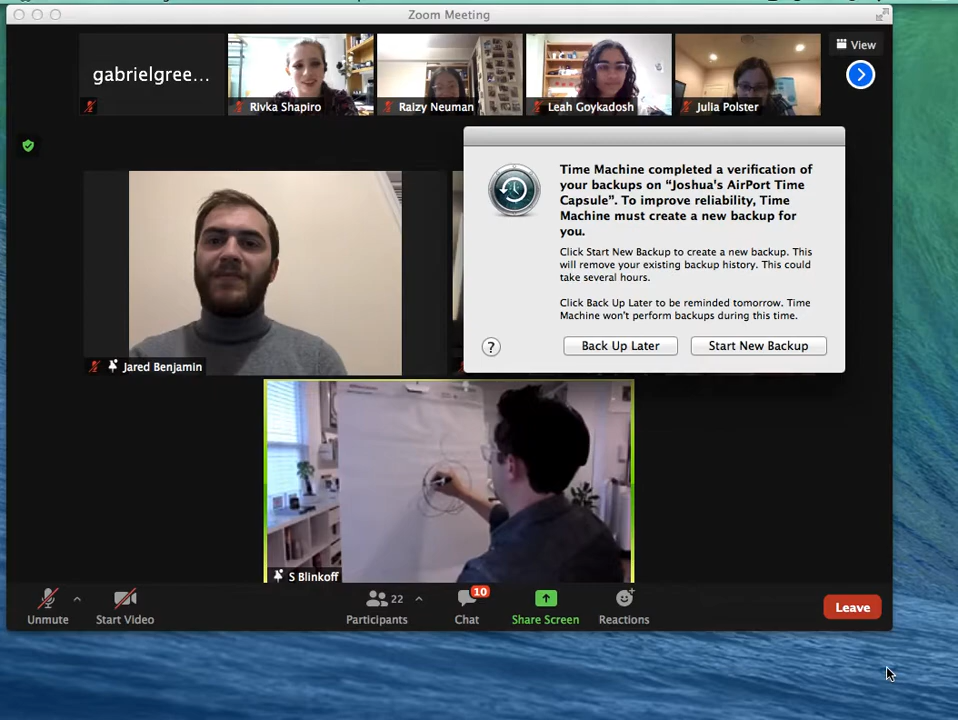 Zoom Meeting
gabrielgree...
Rivka Shapiro
Raizy Neuman
Leah Goykadosh
Julia Polster
View
Time Machine completed a verification of
your backups on “Joshua's AirPort Time
Capsule”. To improve reliability, Time
Machine must create a new backup for
you.
Click Start New Backup to create a new backup. This
will remove your existing backup history. This could
take several hours.
Click Back Up Later to be reminded tomorrow. Time
Machine won't perform backups during this time.
?
Back Up Later
Start New Backup
Jared Benjamin
S Blinkoff
Unmute
Start Video
22
Participants
10
Chat
Share Screen
Reactions
Leave